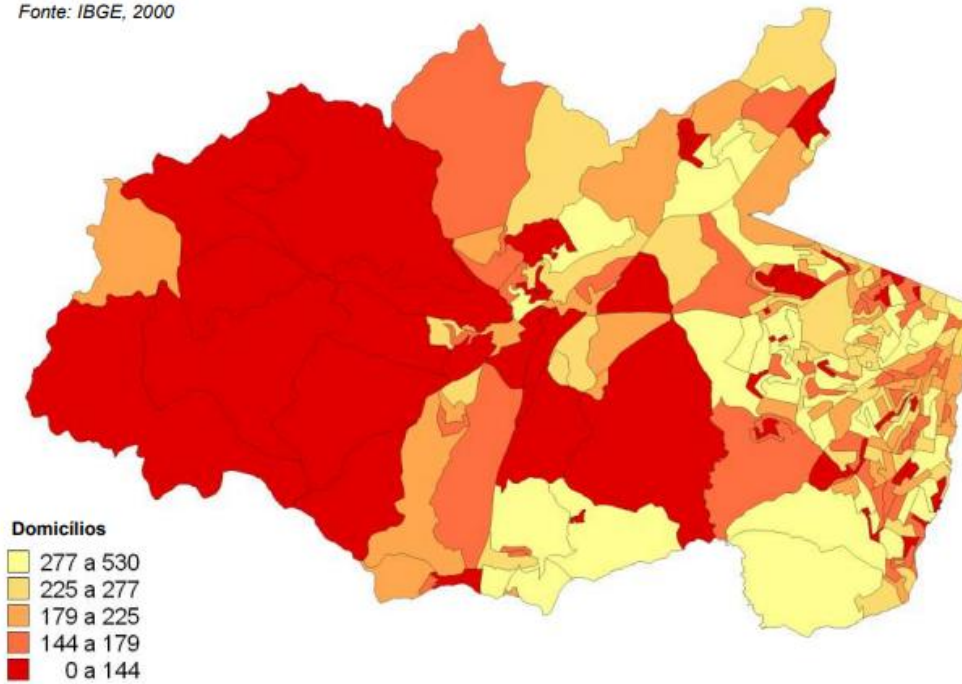 Fonte: IBGE, 2000
Domicílios
277 a 530
225 a 277
179 a 225
144 a 179
0 a 144